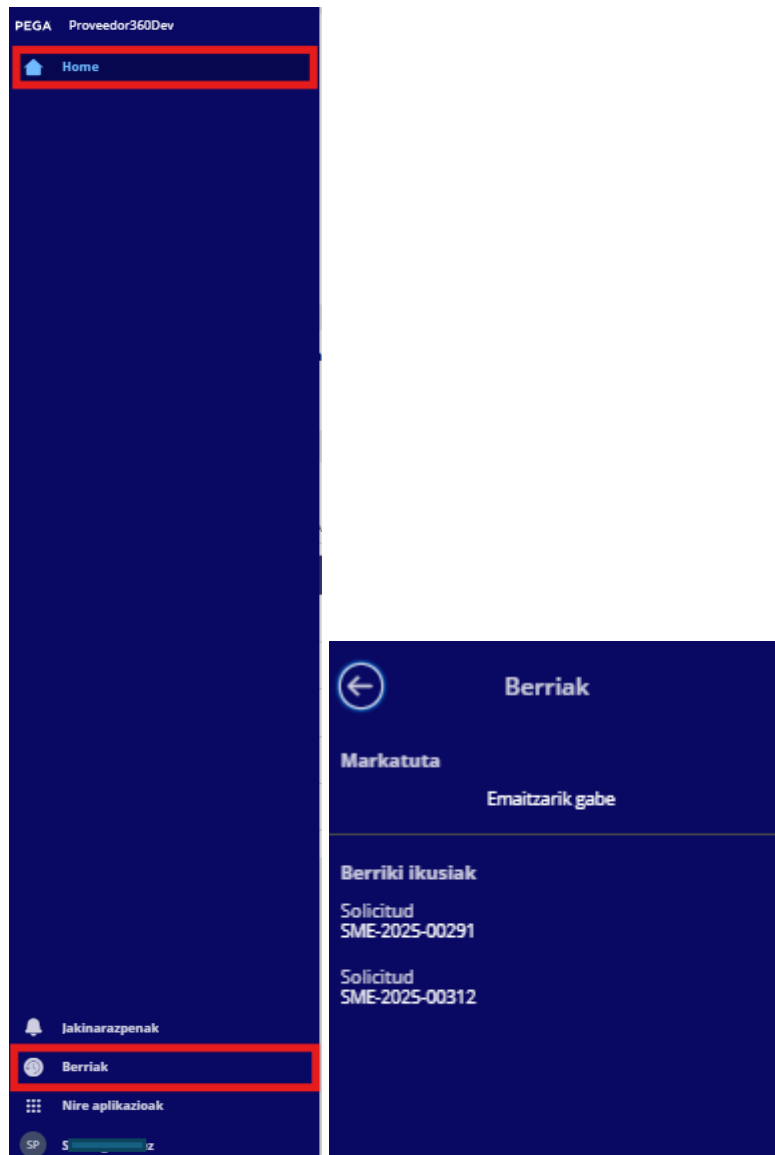 PEGA Proveedor360Dev
Home
Jakinarazpenak
Berriak
Nire aplikazioak
SP
Berriak
Markatuta
Emaitzarik gabe
Berriki ikusiak
Solicitud
SME-2025-00291
Solicitud
SME-2025-00312